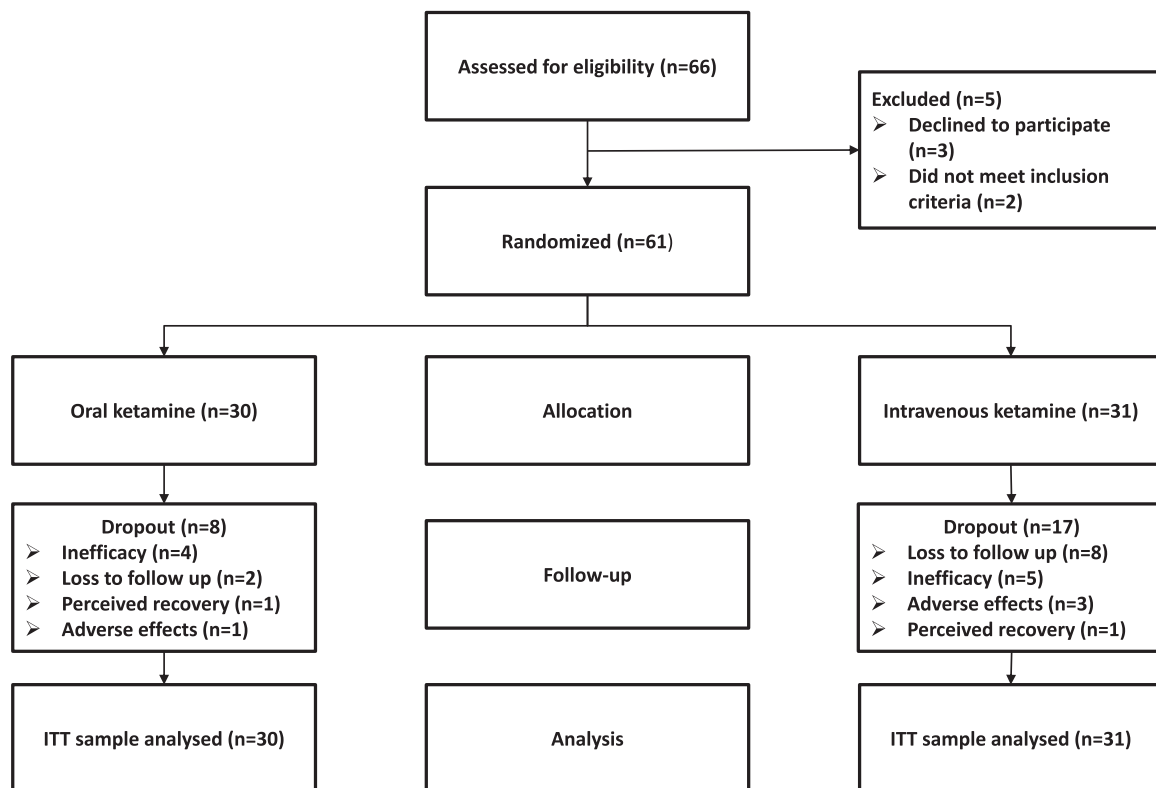 Assessed for eligibility (n=66)
Excluded (n=5)
➢ Declined to participate
(n=3)
➢ Did not meet inclusion
criteria (n=2)
Randomized (n=61)
Oral ketamine (n=30)
Allocation
Intravenous ketamine (n=31)
Dropout (n=8)
➢ Inefficacy (n=4)
➢ Loss to follow up (n=2)
➢ Perceived recovery (n=1)
➢ Adverse effects (n=1)
Follow-up
Dropout (n=17)
➢ Loss to follow up (n=8)
➢ Inefficacy (n=5)
➢ Adverse effects (n=3)
➢ Perceived recovery (n=1)
ITT sample analysed (n=30)
Analysis
ITT sample analysed (n=31)